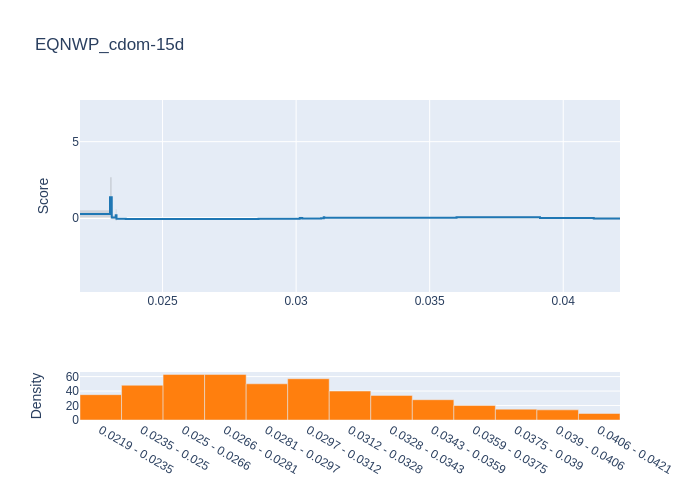 EQNWP_cdom-15d
Score
5
0
0.025
0.03
0.035
0.04
Density
60
40
20
0
0.0219 - 0.0235
0.0235 - 0.025
0.025 - 0.0266
0.0266 - 0.0281
0.0281 - 0.0297
0.0297 - 0.0312
0.0312 - 0.0328
0.0328 - 0.0343
0.0343 - 0.0359
0.0359 - 0.0375
0.0375 - 0.039
0.039 - 0.0406
0.0406 - 0.0421